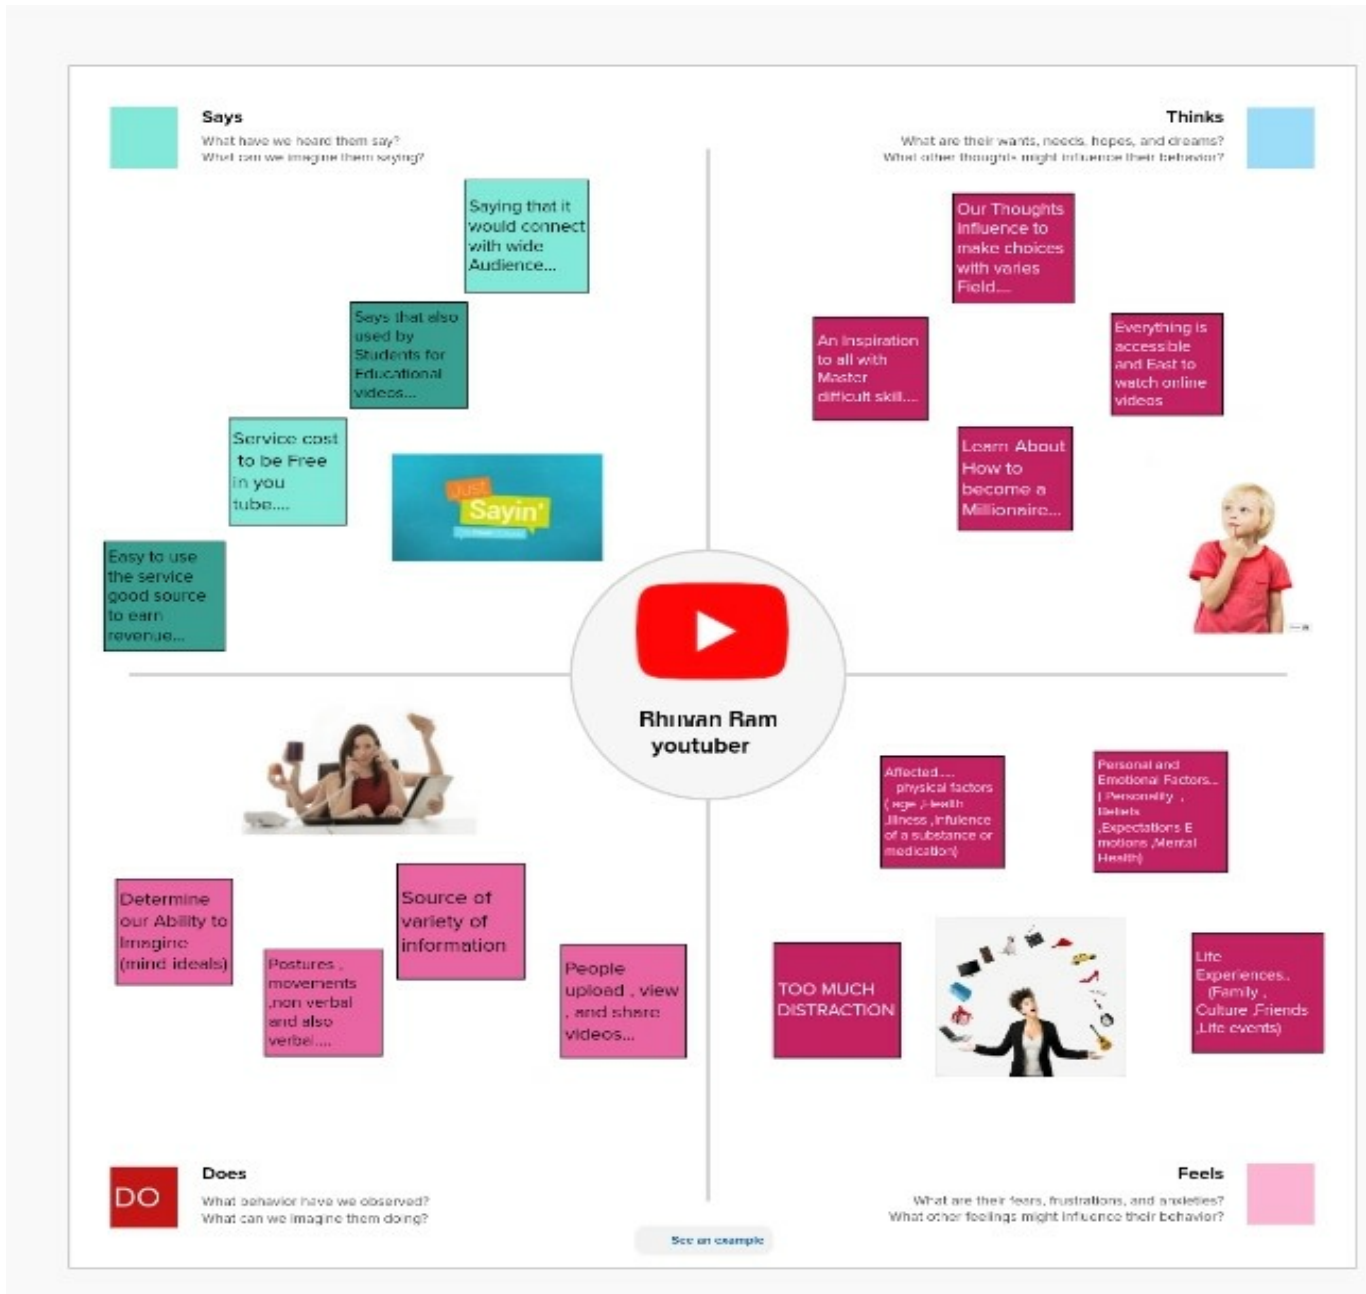 Says
What have we heard them say?
What can we imagine them saying?
Thinks
What are their wants, needs, hopes, and dreams?
What other thoughts might influence their behavior?
Saying that it
would connect
with wide
Audience...
Says that also
used by
Students for
Educational
videos...
Service cost
to be Free
in you
tube....
Easy to use
the service
good source
to earn
revenue...
Just
Sayin'
Our Thoughts
Influence to
make choices
with varies
Field....
An Inspiration
to all with
Master
difficult skill....
Everything is
accessible
and East to
watch online
videos
Learn About
How to
become a
Millionaire...
Ram
youtuber
Determine
our Ability to
Imagine
(mind ideals)
Postures ,
movements
,non verbal
and also
verbal....
Source of
variety of
information
People
upload , view
, and share
videos...
Affected.....
physical factors
( age ,Health
,Illness ,Infulence
of a substance or
medication)
Personal and
Emotional Factors...
( Personality ,
Beliefs
,Expectations E
motions ,Mental
Health)
TOO MUCH
DISTRACTION
Life
Experiences..
(Family ,
Culture ,Friends
,Life events)
DO
Does
What behavior have we observed?
What can we imagine them doing?
Feels
What are their fears, frustrations, and anxieties?
What other feelings might influence their behavior?
See an example